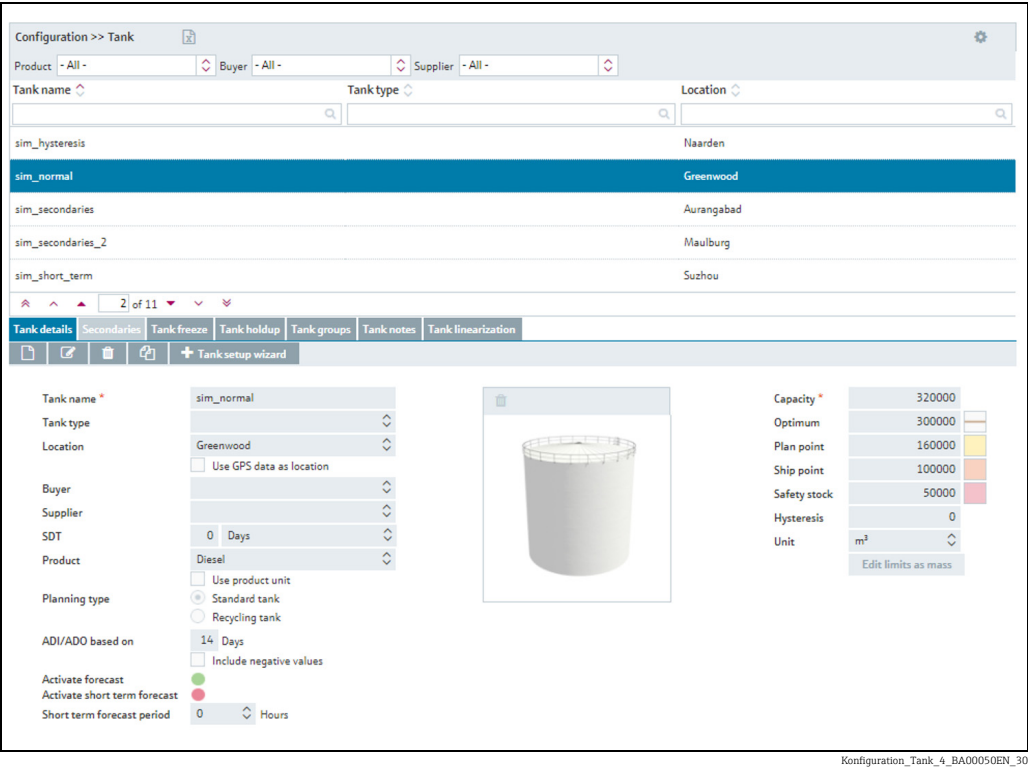 Configuration >> Tank
Product - All - Buyer - All - Supplier - All -
Tank name Tank type Location
sim_hysteresis Naarden
sim_normal Greenwood
sim_secondaries Aurangabad
sim_secondaries_2 Maulburg
sim_short_term Suzhou
2 of 11
Tank details Secondaries Tank freeze Tank holdup Tank groups Tank notes Tank linearization
Tank setup wizard
Tank name * sim_normal
Tank type
Location Greenwood
Use GPS data as location
Buyer
Supplier
SDT 0 Days
Product Diesel
Use product unit
Planning type Standard tank
Recycling tank
ADI/ADO based on 14 Days
Include negative values
Activate forecast
Activate short term forecast
Short term forecast period 0 Hours
Capacity * 320000
Optimum 300000
Plan point 160000
Ship point 100000
Safety stock 50000
Hysteresis 0
Unit m³
Edit limits as mass
Konfiguration_Tank_4_BA00050EN_30